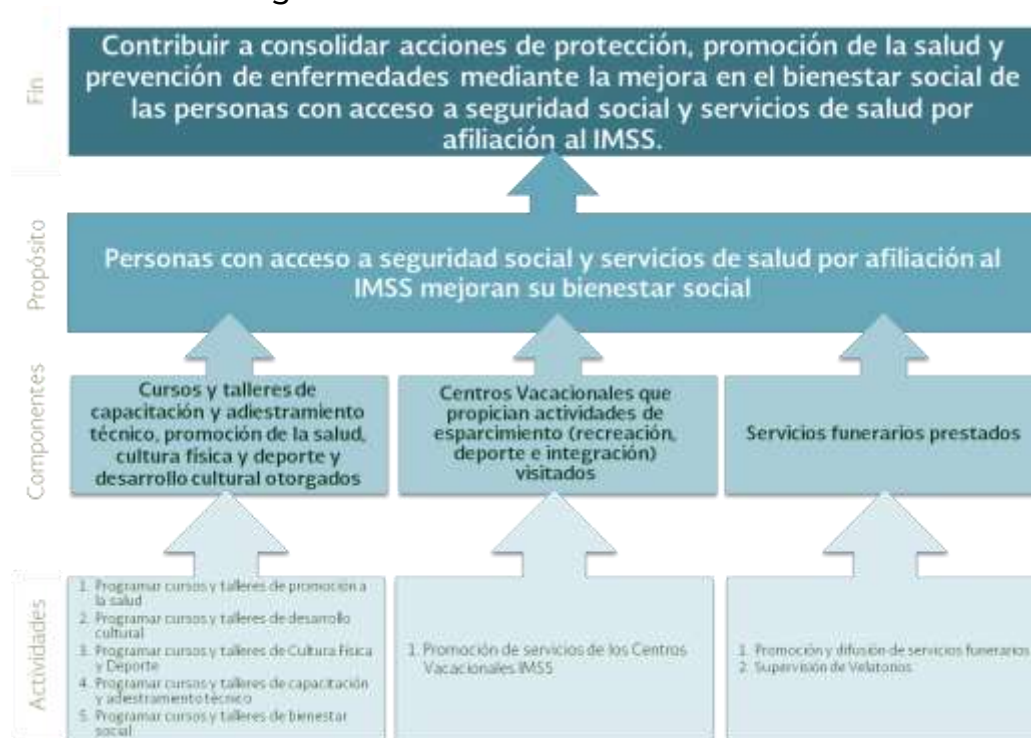 Fin
Contribuir a consolidar acciones de protección, promoción de la salud y
prevención de enfermedades mediante la mejora en el bienestar social de
las personas con acceso a seguridad social y servicios de salud por
afiliación al IMSS.
Propósito
Personas con acceso a seguridad social y servicios de salud por afiliación al
IMSS mejoran su bienestar social
Componentes
Cursos y talleres de
capacitación y adiestramiento
técnico, promoción de la salud,
cultura física y deporte y
desarrollo cultural otorgados
Centros Vacacionales que
propician actividades de
esparcimiento (recreación,
deporte e integración)
visitados
Servicios funerarios prestados
Actividades
1. Programar cursos y talleres de promoción a
la salud
2. Programar cursos y talleres de desarrollo
cultural
3. Programar cursos y talleres de Cultura Física
y Deporte
4. Programar cursos y talleres de capacitación
y adiestramiento técnico
5. Programar cursos y talleres de bienestar
social
1. Promoción de servicios de los Centros
Vacacionales IMSS
1. Promoción y difusión de servicios funerarios
2. Supervisión de Velatorios